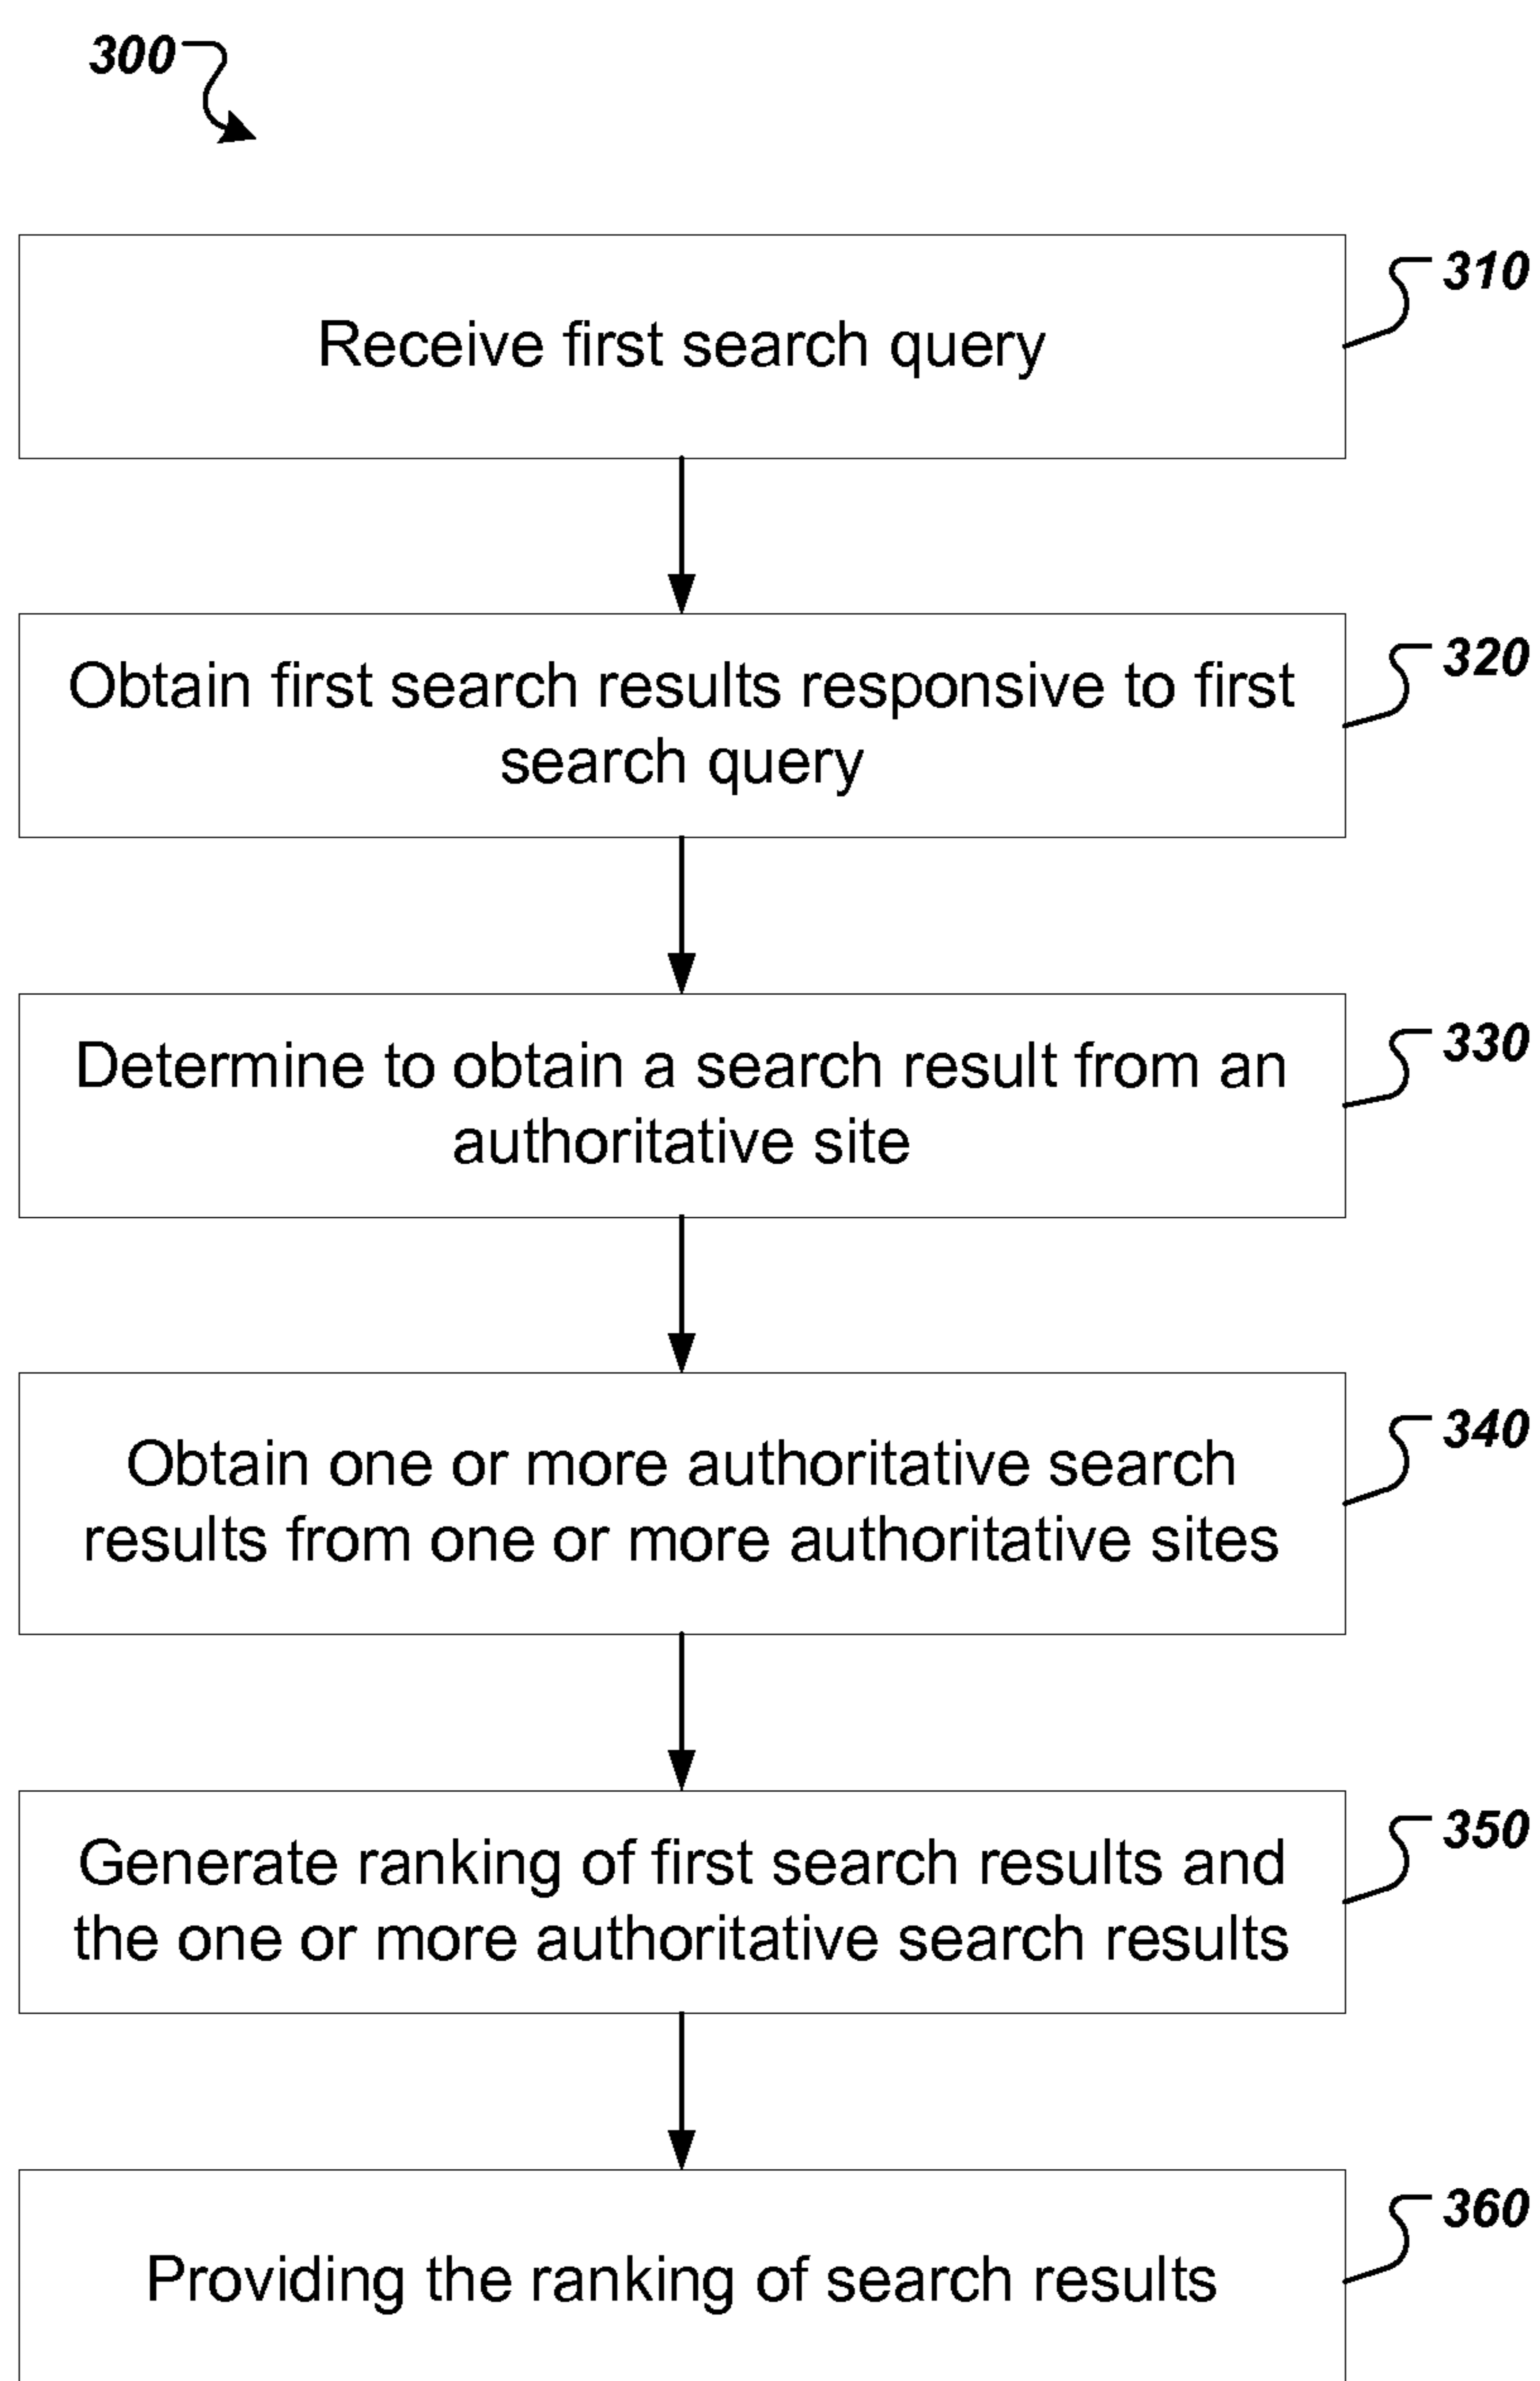 300
310
Receive first search query
320
Obtain first search results responsive to first
search query
330
Determine to obtain a search result from an
authoritative site
340
Obtain one or more authoritative search
results from one or more authoritative sites
350
Generate ranking of first search results and
the one or more authoritative search results
360
Providing the ranking of search results